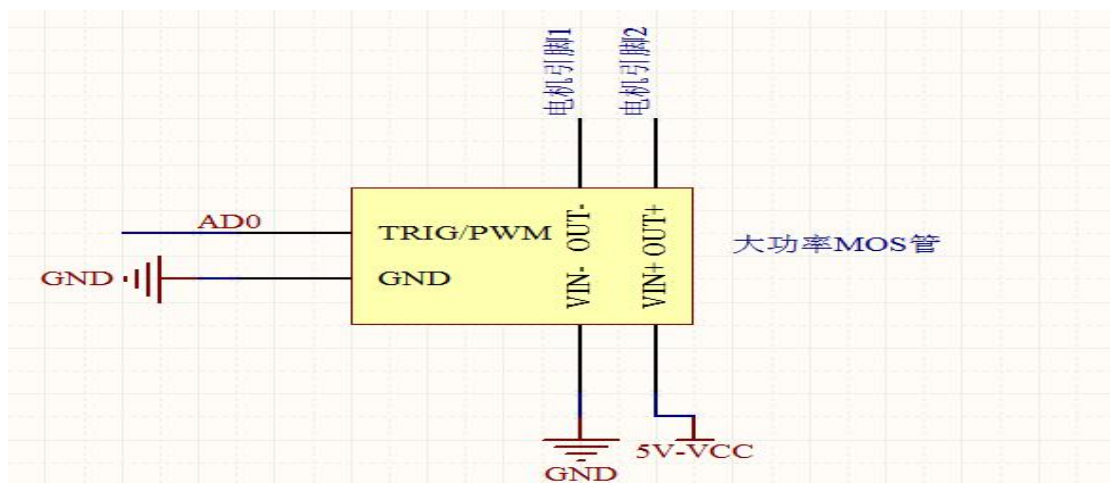 电机引脚1
电机引脚2
AD0
TRIG/PWM
OUT-
OUT+
大功率MOS管
GND
GND
VIN-
VIN+
5V-VCC
GND